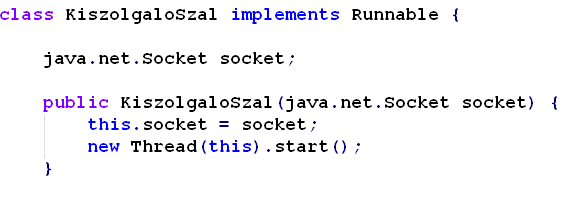 class KiszolgaloSzal implements Runnable {
java.net.Socket socket;
public KiszolgaloSzal(java.net.Socket socket) {
this.socket = socket;
new Thread(this).start();
}